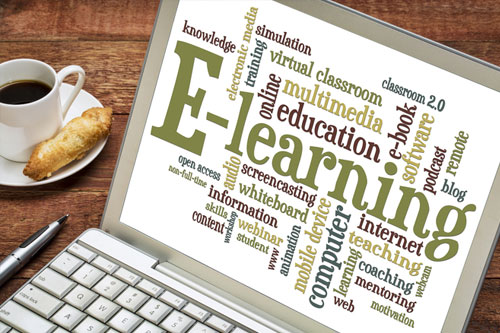 electronic media
knowledge
simulation
training
virtual classroom
classroom 2.0
online
multimedia
education
e-book
software
E-learning
podcast
remote
open access
non-full-time
audio
screencasting
blog
skills
whiteboard
information
content
workshop
webinar
student
www
animation
mobile device
computer
internet
teaching
learning
coaching
webcam
mentoring
web
motivation